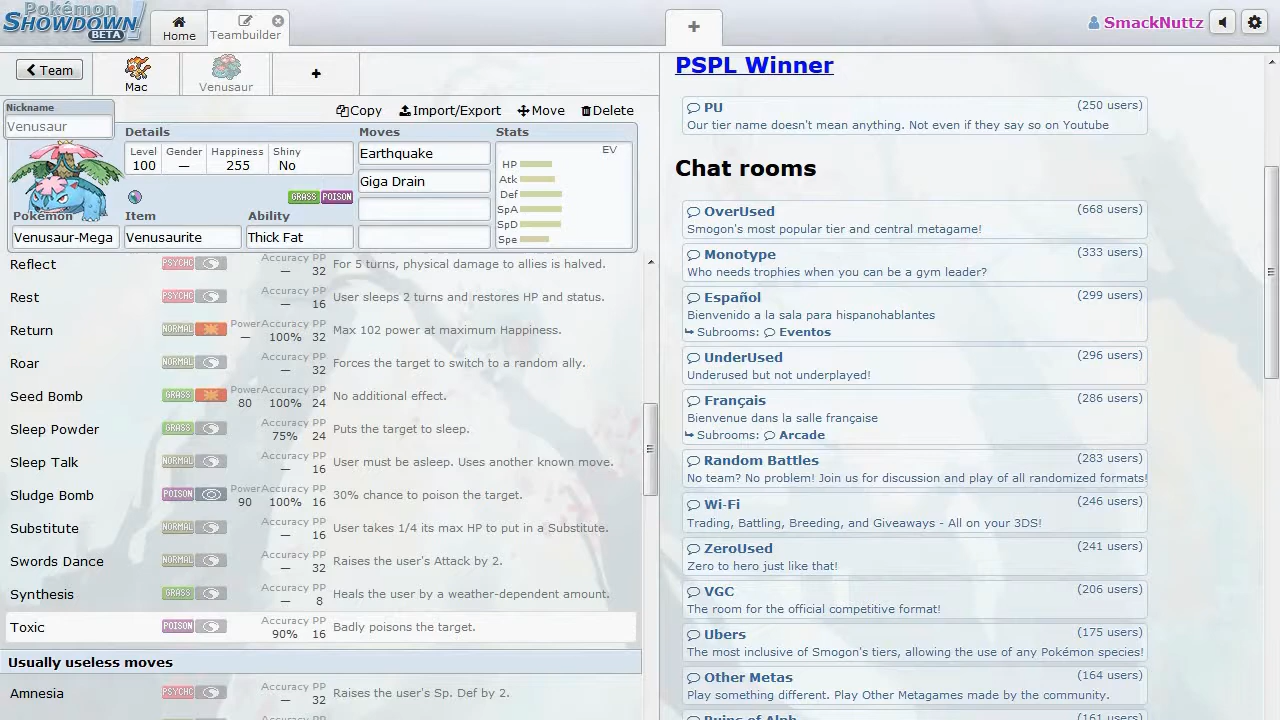 Pokémon
SHOWDOWN!
BETA
Home
Teambuilder
+
SmackNuttz
Team
Mac
Venusaur
+
Nickname
Venusaur
Copy
Import/Export
Move
Delete
Details
Level Gender Happiness Shiny
100 — 255 No
GRASS POISON
Pokémon Item Ability
Venusaur-Mega Venusaurite Thick Fat
Moves
Earthquake
Giga Drain
Stats
EV
HP
Atk
Def
SpA
SpD
Spe
Reflect PSYCHC Accuracy — PP 32 For 5 turns, physical damage to allies is halved.
Rest PSYCHC Accuracy — PP 16 User sleeps 2 turns and restores HP and status.
Return NORMAL Power — Accuracy 100% PP 32 Max 102 power at maximum Happiness.
Roar NORMAL Accuracy — PP 32 Forces the target to switch to a random ally.
Seed Bomb GRASS Power 80 Accuracy 100% PP 24 No additional effect.
Sleep Powder GRASS Accuracy 75% PP 24 Puts the target to sleep.
Sleep Talk NORMAL Accuracy — PP 16 User must be asleep. Uses another known move.
Sludge Bomb POISON Power 90 Accuracy 100% PP 16 30% chance to poison the target.
Substitute NORMAL Accuracy — PP 16 User takes 1/4 its max HP to put in a Substitute.
Swords Dance NORMAL Accuracy — PP 32 Raises the user's Attack by 2.
Synthesis GRASS Accuracy — PP 8 Heals the user by a weather-dependent amount.
Toxic POISON Accuracy 90% PP 16 Badly poisons the target.
Usually useless moves
Amnesia PSYCHC Accuracy — PP 32 Raises the user's Sp. Def by 2.
PSPL Winner
PU (250 users)
Our tier name doesn't mean anything. Not even if they say so on Youtube
Chat rooms
OverUsed (668 users)
Smogon's most popular tier and central metagame!
Monotype (333 users)
Who needs trophies when you can be a gym leader?
Español (299 users)
Bienvenido a la sala para hispanohablantes
Subrooms: Eventos
UnderUsed (296 users)
Underused but not underplayed!
Français (286 users)
Bienvenue dans la salle française
Subrooms: Arcade
Random Battles (283 users)
No team? No problem! Join us for discussion and play of all randomized formats!
Wi-Fi (246 users)
Trading, Battling, Breeding, and Giveaways - All on your 3DS!
ZeroUsed (241 users)
Zero to hero just like that!
VGC (206 users)
The room for the official competitive format!
Ubers (175 users)
The most inclusive of Smogon's tiers, allowing the use of any Pokémon species!
Other Metas (164 users)
Play something different. Play Other Metagames made by the community.
Ruins of Alph (161 users)